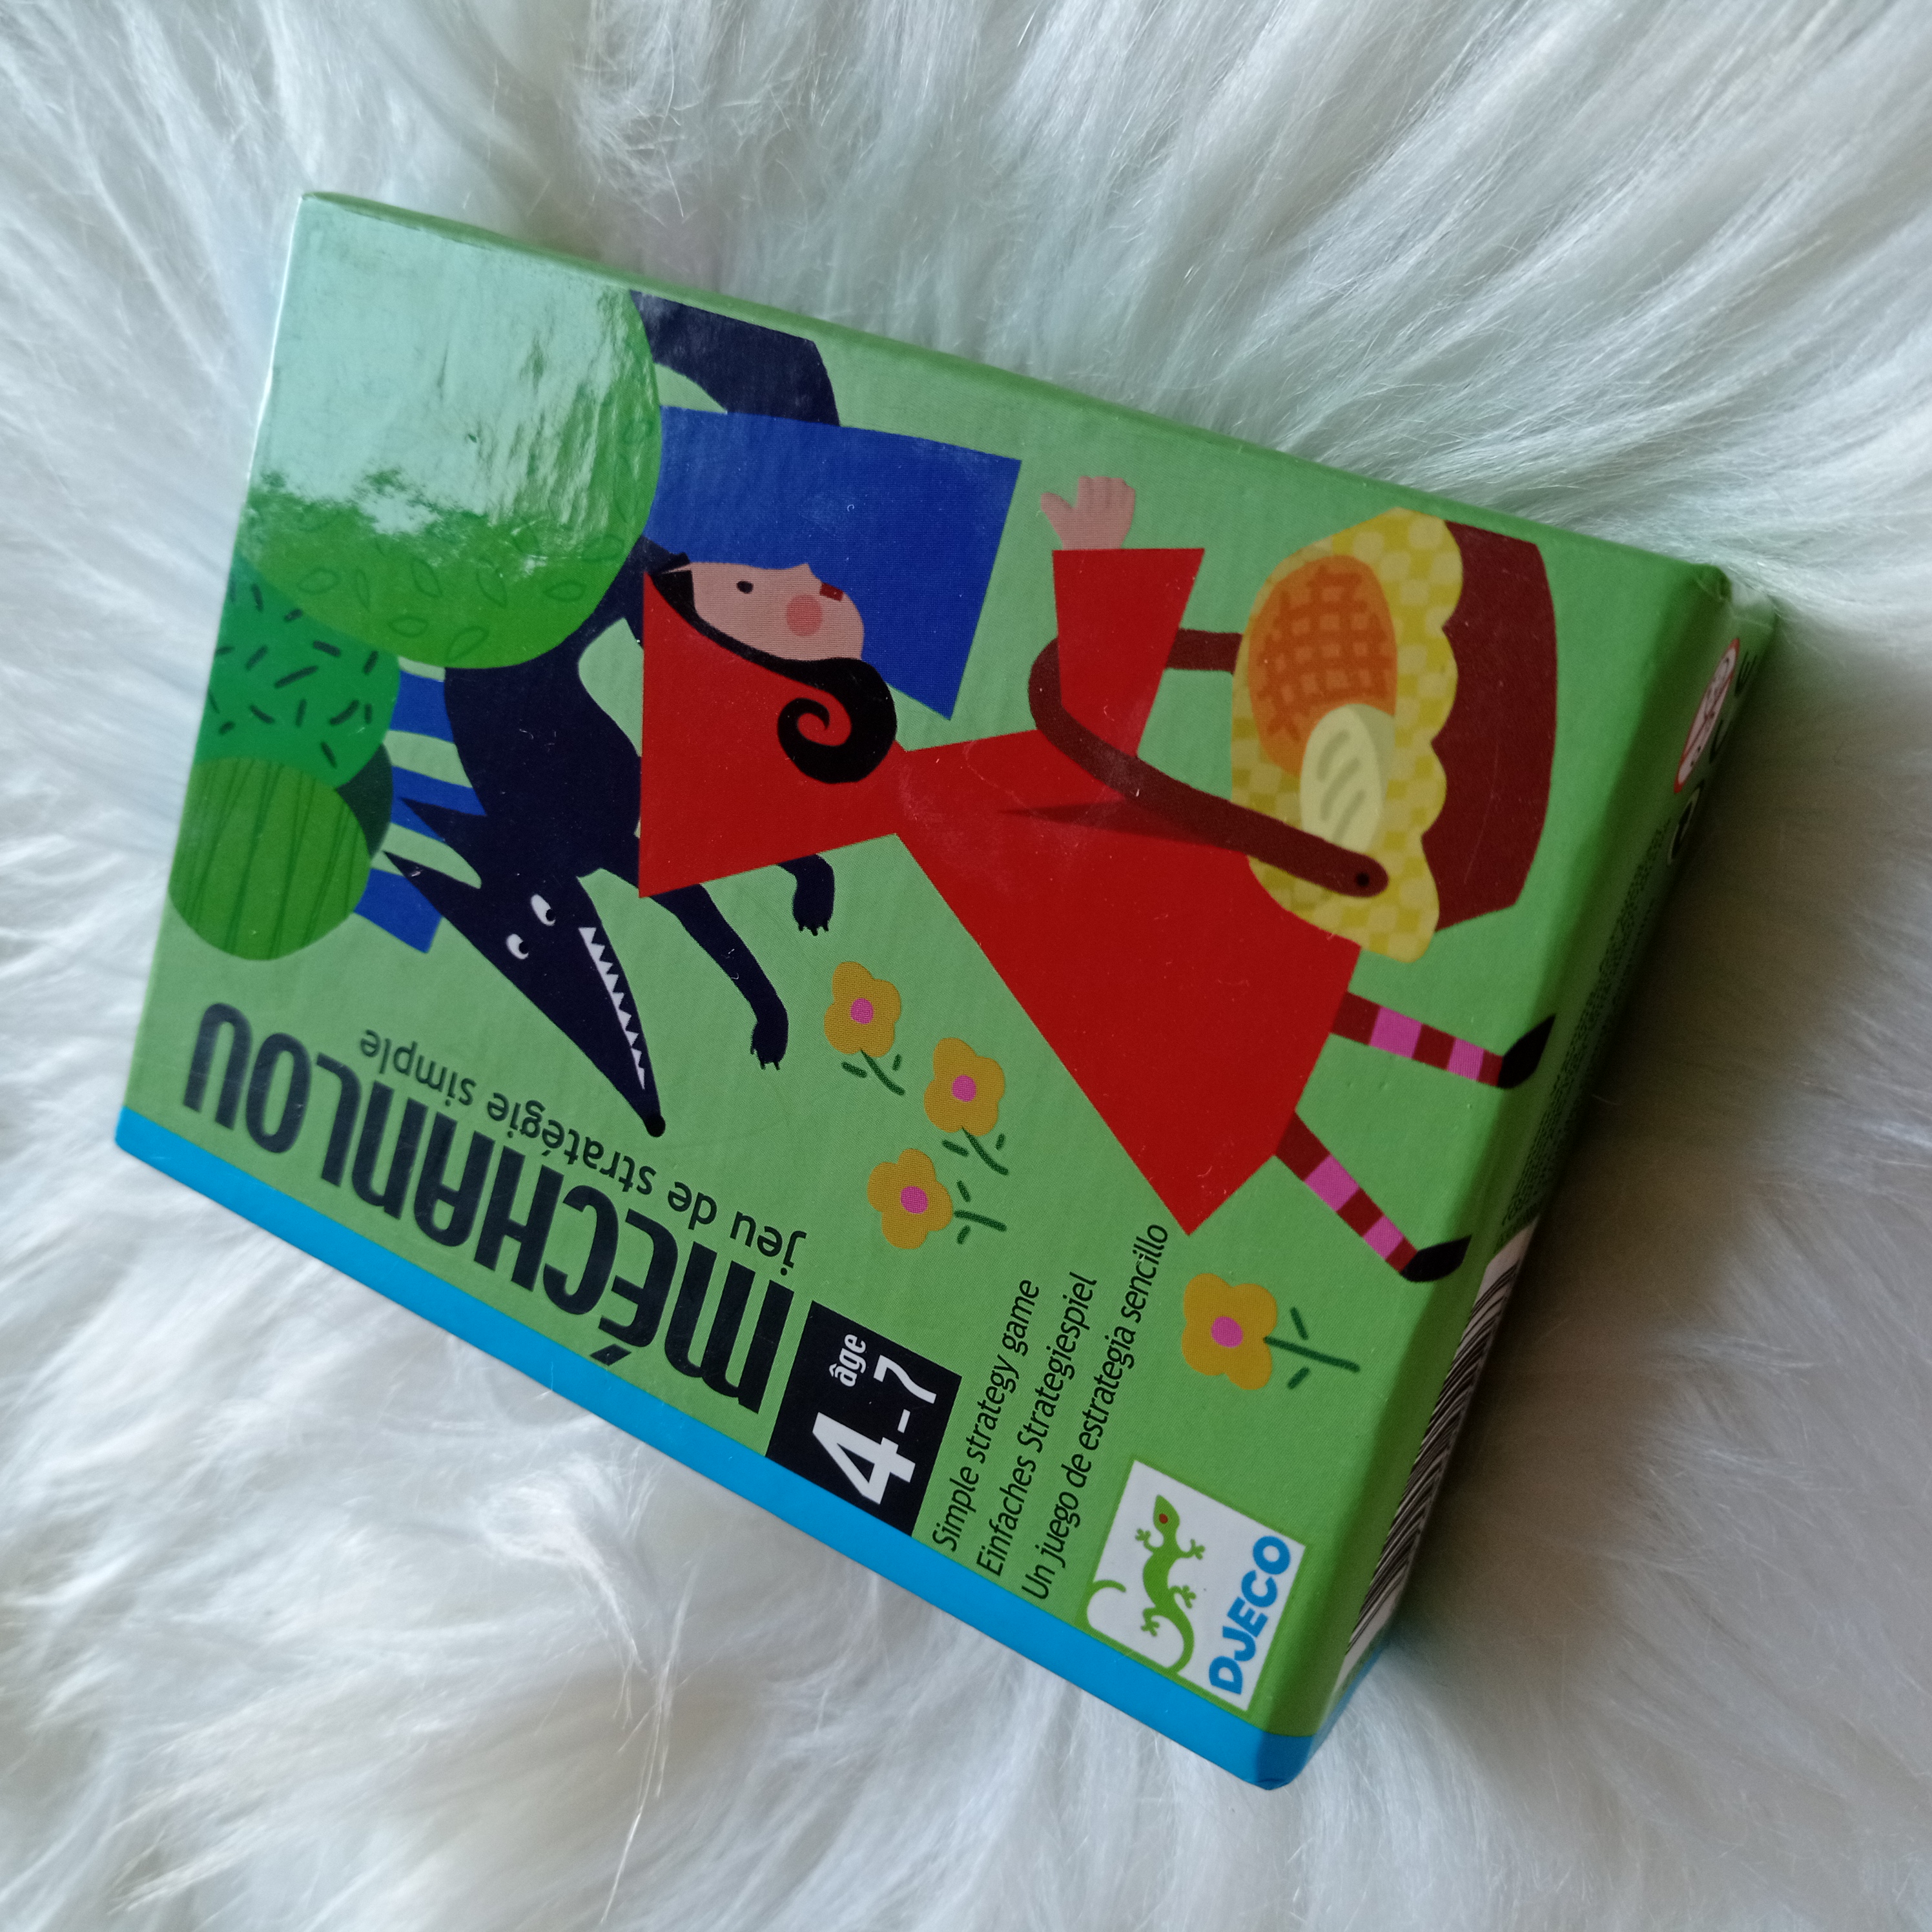 MÉCHANLOU
jeu de stratégie simple
âge
4-7
Simple strategy game
Einfaches Strategiespiel
Un juego de estrategia sencillo
DJECO